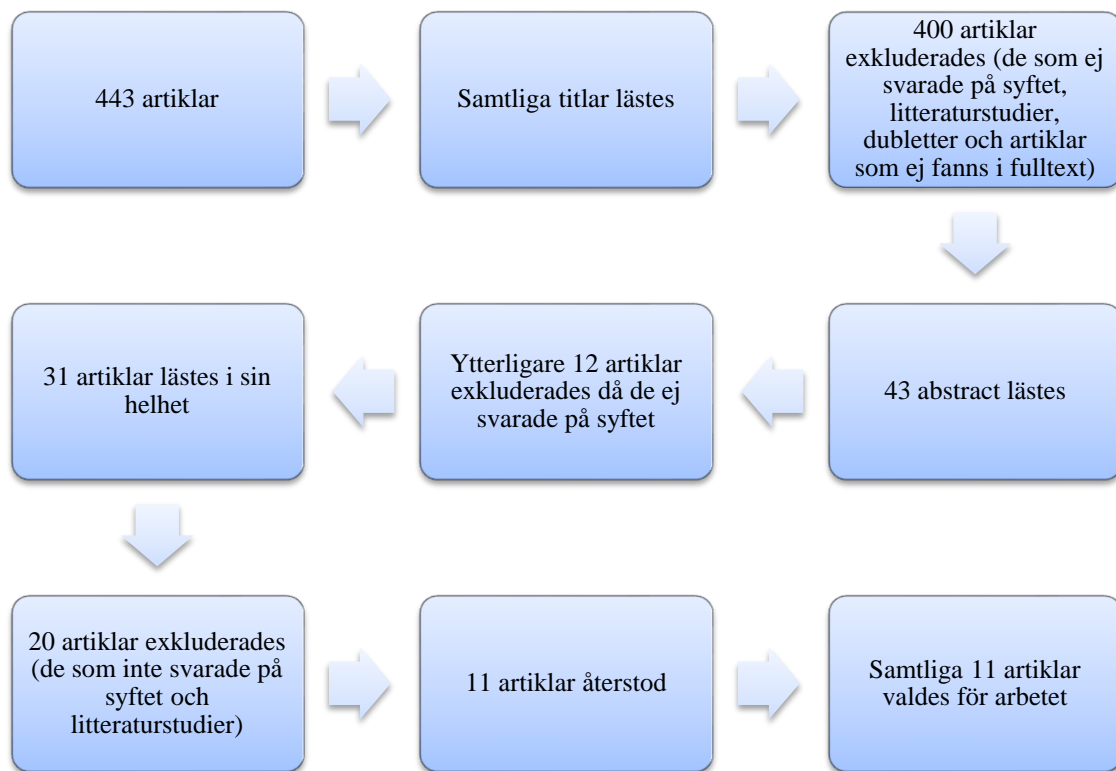 443 artiklar
Samtliga titlar lästes
400 artiklar
exkluderades (de som ej
svarade på syftet,
litteraturstudier,
dubletter och artiklar
som ej fanns i fulltext)
43 abstract lästes
Ytterligare 12 artiklar
exkluderades då de ej
svarade på syftet
31 artiklar lästes i sin
helhet
20 artiklar exkluderades
(de som inte svarade på
syftet och
litteraturstudier)
11 artiklar återstod
Samtliga 11 artiklar
valdes för arbetet